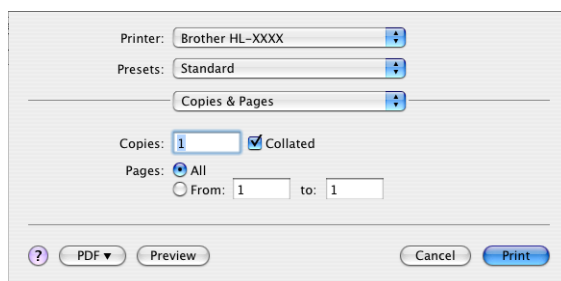 Printer: Brother HL-XXXX
Presets: Standard
Copies & Pages
Copies: 1 Collated
Pages: All
From: 1 to: 1
? PDF ▼ Preview Cancel Print